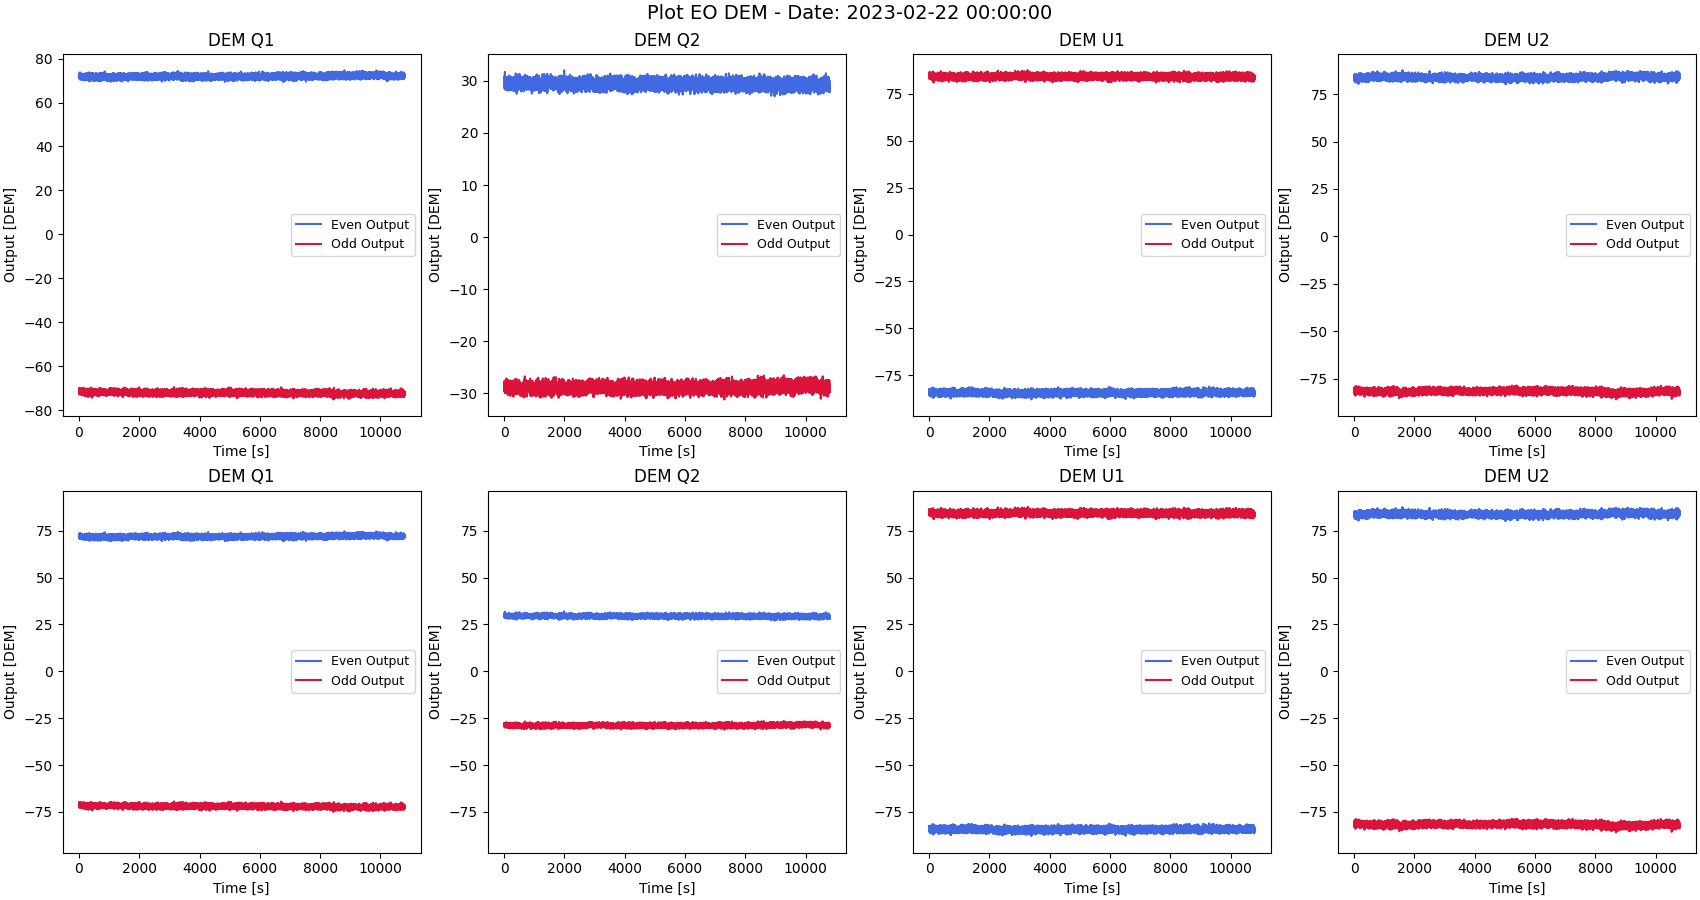 Plot EO DEM - Date: 2023-02-22 00:00:00
DEM Q1
DEM Q2
DEM U1
DEM U2
80
60
40
20
0
−20
−40
−60
−80
Output [DEM]
Even Output
Odd Output
0 2000 4000 6000 8000 10000
Time [s]
30
20
10
0
−10
−20
−30
Output [DEM]
Even Output
Odd Output
0 2000 4000 6000 8000 10000
Time [s]
75
50
25
0
−25
−50
−75
Output [DEM]
Even Output
Odd Output
0 2000 4000 6000 8000 10000
Time [s]
75
50
25
0
−25
−50
−75
Output [DEM]
Even Output
Odd Output
0 2000 4000 6000 8000 10000
Time [s]
DEM Q1
DEM Q2
DEM U1
DEM U2
75
50
25
0
−25
−50
−75
Output [DEM]
Even Output
Odd Output
0 2000 4000 6000 8000 10000
Time [s]
75
50
25
0
−25
−50
−75
Output [DEM]
Even Output
Odd Output
0 2000 4000 6000 8000 10000
Time [s]
75
50
25
0
−25
−50
−75
Output [DEM]
Even Output
Odd Output
0 2000 4000 6000 8000 10000
Time [s]
75
50
25
0
−25
−50
−75
Output [DEM]
Even Output
Odd Output
0 2000 4000 6000 8000 10000
Time [s]